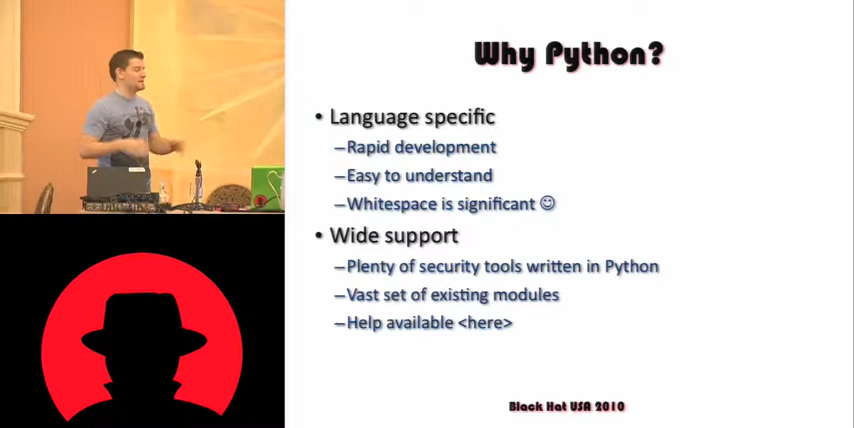 Why Python?
• Language specific
–Rapid development
–Easy to understand
–Whitespace is significant ☺
• Wide support
–Plenty of security tools written in Python
–Vast set of existing modules
–Help available <here>
Black Hat USA 2010